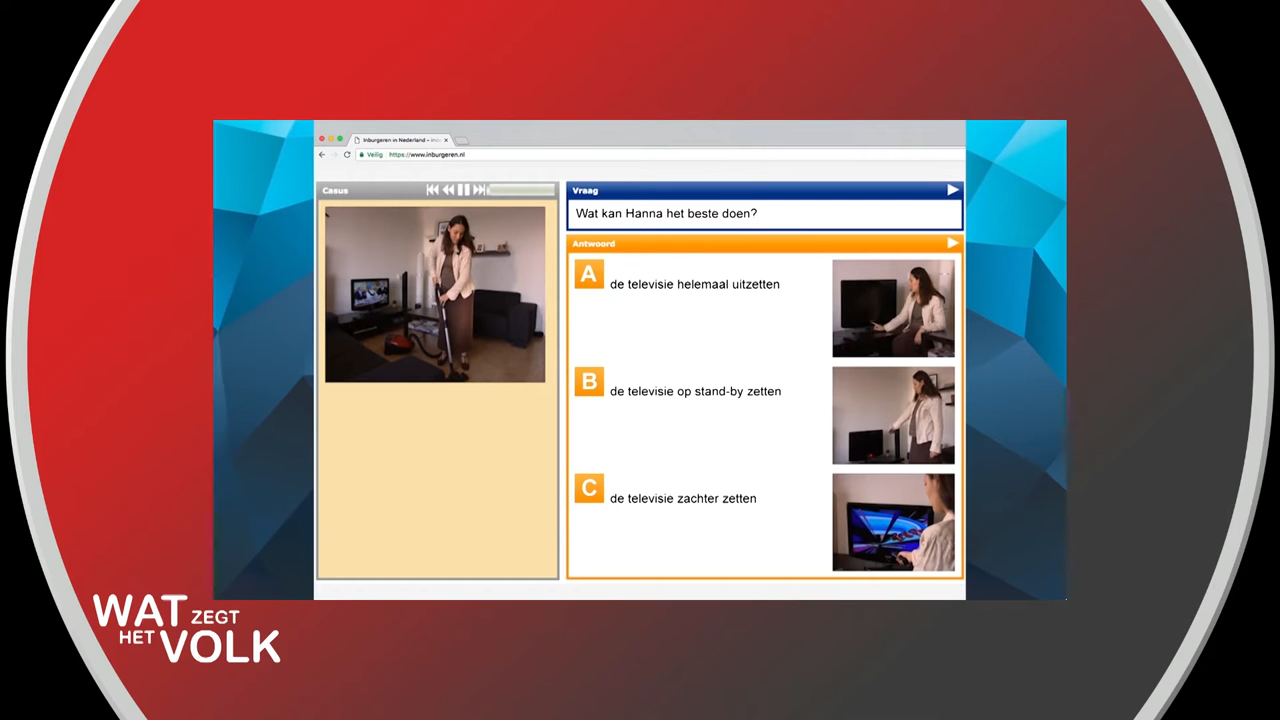 Inburgeren in Nederland –
Veilig https://www.inburgeren.nl
Casus
Vraag
Wat kan Hanna het beste doen?
Antwoord
A
de televisie helemaal uitzetten
B
de televisie op stand-by zetten
C
de televisie zachter zetten
WAT ZEGT
HET VOLK